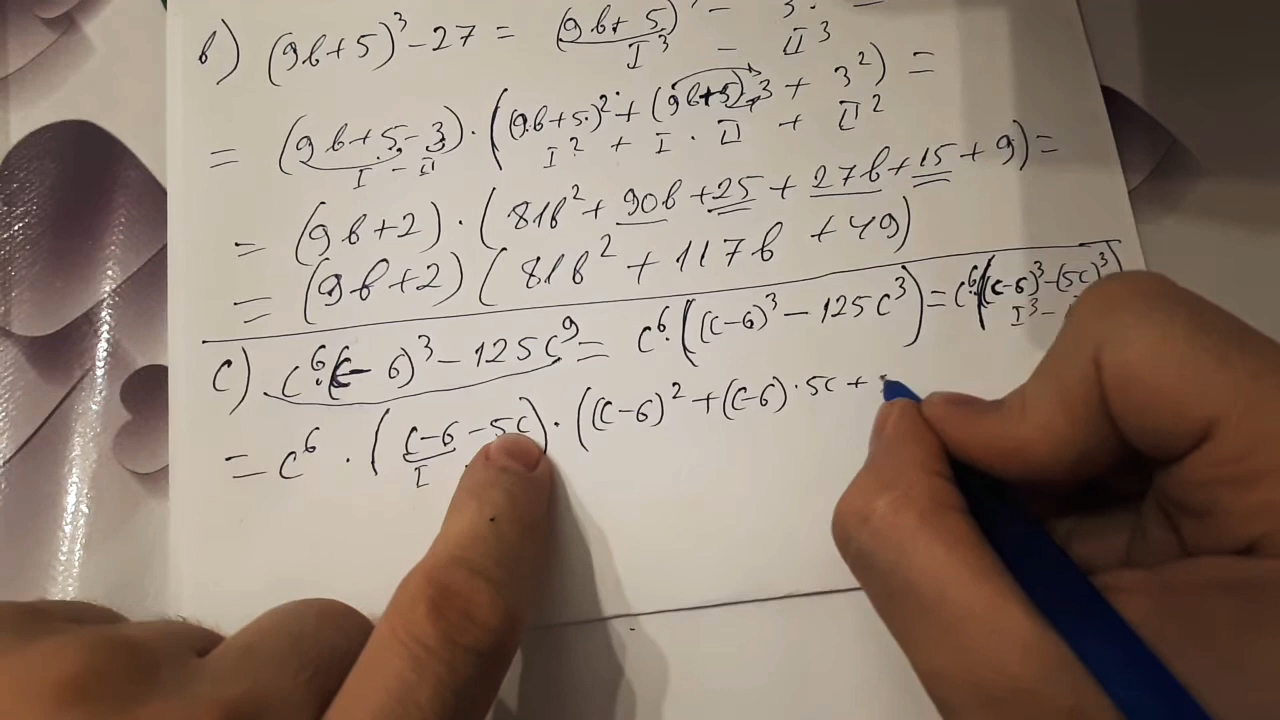 b) (9b+5)³-27 = (9b+5)³ - 3³ =
I³ - II³
= (9b+5-3)·((9b+5)²+(9b+5)·3+3²) =
I-II I²+I·II+II²
= (9b+2)·(81b²+90b+25+27b+15+9)=
= (9b+2)(81b²+117b+49)
c) c⁶·(c-6)³-125c⁹= c⁶·((c-6)³-125c³)=c⁶·((c-6)³-(5c)³)
I³-
= c⁶·(c-6-5c)·((c-6)²+(c-6)·5c+
I